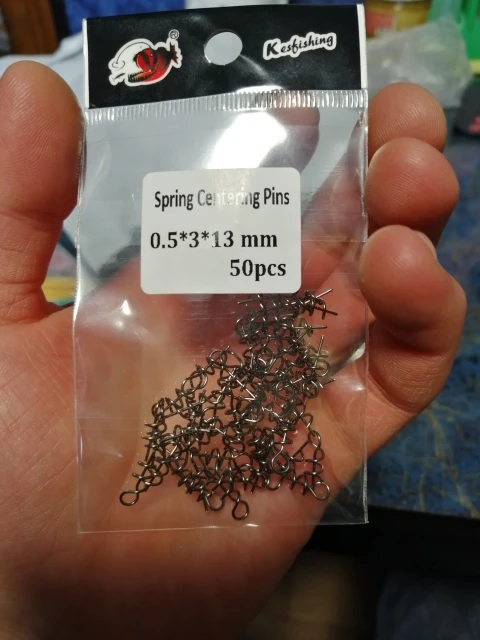 ®
Kesfishing
Spring Centering Pins
0.5*3*13 mm
50pcs